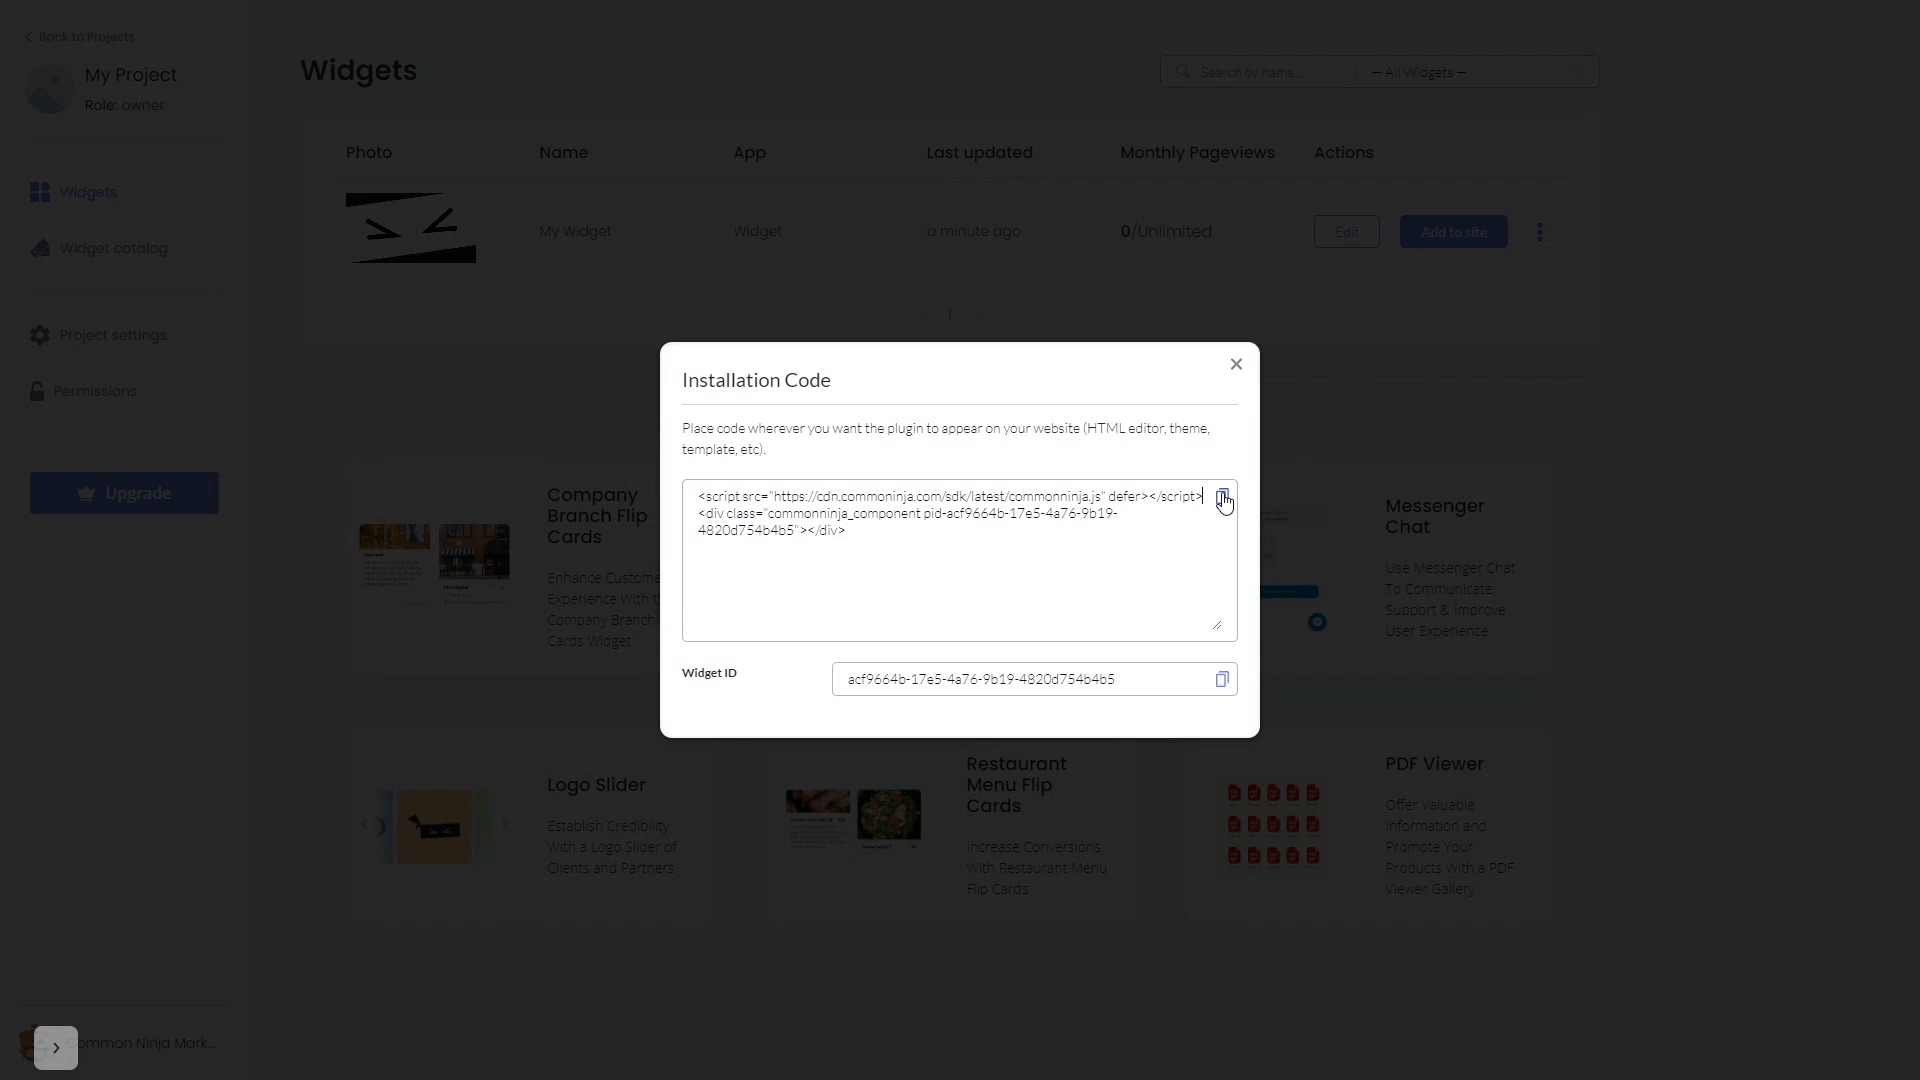 Back to Projects
My Project
Role: owner
Widgets
Widget catalog
Project settings
Permissions
Upgrade
Widgets
Search by name...
— All Widgets —
Photo
Name
App
Last updated
Monthly Pageviews
Actions
My Widget
Widget
a minute ago
0/Unlimited
Edit
Add to site
1
Installation Code
Place code wherever you want the plugin to appear on your website (HTML editor, theme,
template, etc).
<script src="https://cdn.commoninja.com/sdk/latest/commonninja.js" defer></script>
<div class="commonninja_component pid-acf9664b-17e5-4a76-9b19-
4820d754b4b5"></div>
Widget ID
acf9664b-17e5-4a76-9b19-4820d754b4b5
Company
Branch Flip
Cards
Enhance Custome
Experience With t
Company Branch
Cards Widget
Messenger
Chat
Use Messenger Chat
To Communicate,
Support & Improve
User Experience
Logo Slider
Establish Credibility
With a Logo Slider of
Clients and Partners
Restaurant
Menu Flip
Cards
Increase Conversions
With Restaurant Menu
Flip Cards
PDF Viewer
Offer Valuable
Information and
Promote Your
Products With a PDF
Viewer Gallery
ommon Ninja Mark...